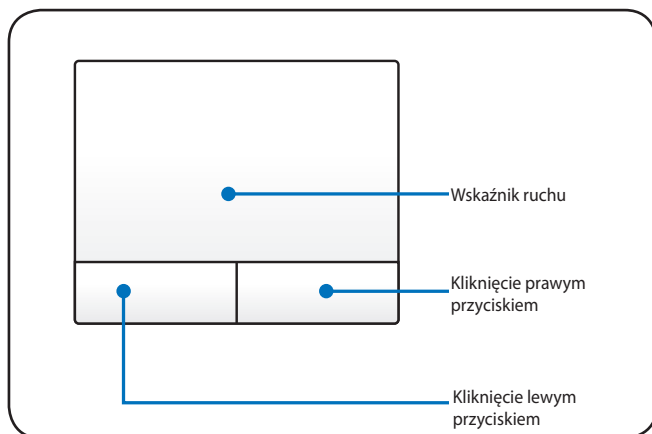 Wskaźnik ruchu
Kliknięcie prawym
przyciskiem
Kliknięcie lewym
przyciskiem